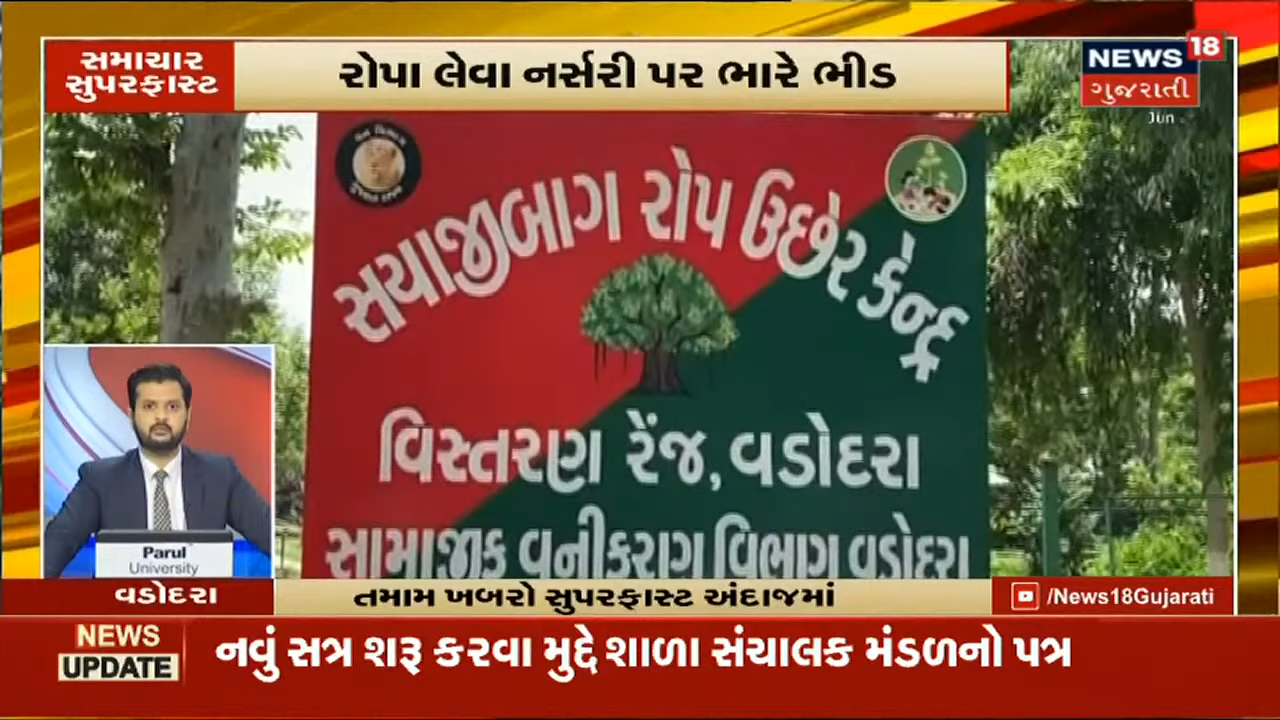 સમાચાર
સુપરફાસ્ટ
રોપા લેવા નર્સરી પર ભારે ભીડ
NEWS 18
ગુજરાતી
Jun
સયાજીબાગ રોપ ઉછેર કેન્દ્ર
વિસ્તરણ રેંજ, વડોદરા
સામાજીક વનીકરણ વિભાગ વડોદરા
Parul
University
વડોદરા
તમામ ખબરો સુપરફાસ્ટ અંદાજમાં
/News18Gujarati
NEWS
UPDATE
નવું સત્ર શરૂ કરવા મુદ્દે શાળા સંચાલક મંડળનો પત્ર